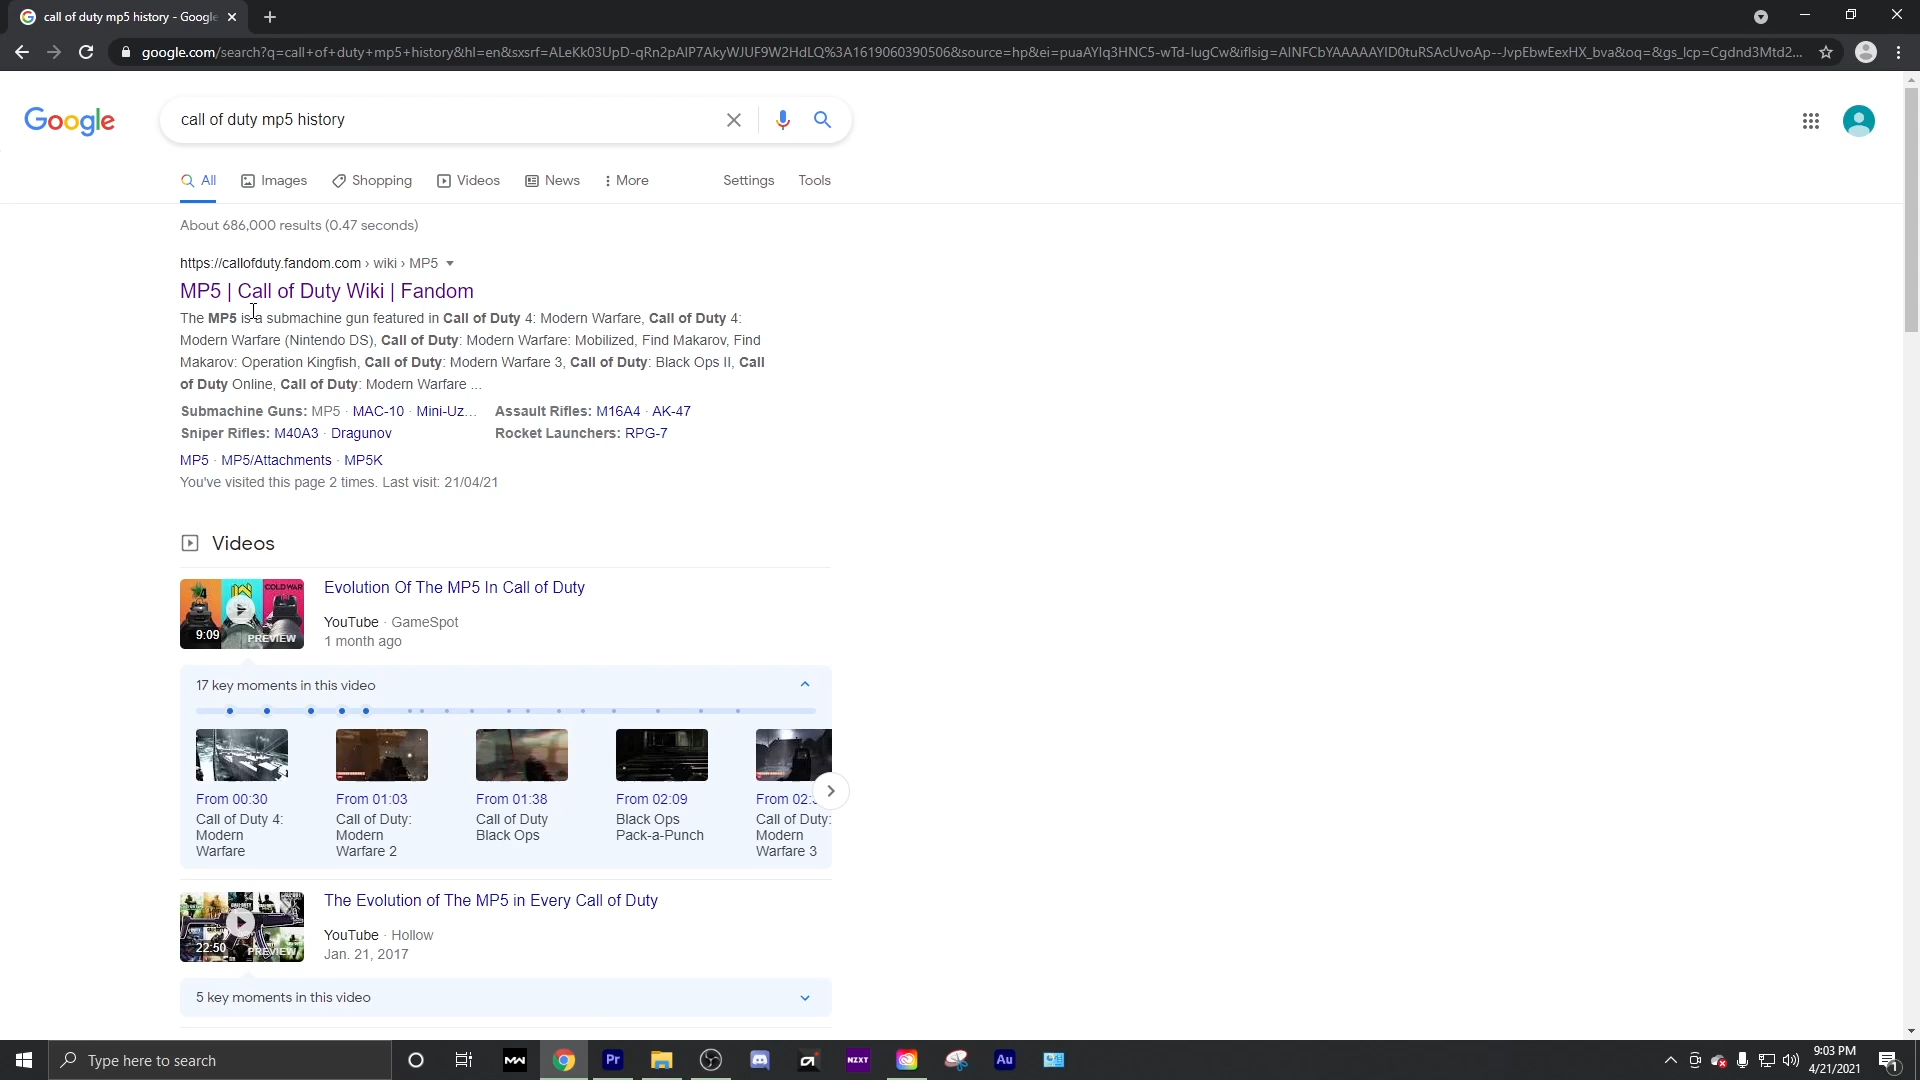 call of duty mp5 history - Google
google.com/search?q=call+of+duty+mp5+history&hl=en&sxsrf=ALeKk03UpD-qRn2pAIP7AkyWJUF9W2HdLQ%3A1619060390506&source=hp&ei=puaAYIq3HNC5-wTd-IugCw&iflsig=AINFCbYAAAAAYID0tuRSAcUvoAp--JvpEbwEexHX_bva&oq=&gs_lcp=Cgdnd3Mtd2...
Google
call of duty mp5 history
All Images Shopping Videos News More Settings Tools
About 686,000 results (0.47 seconds)
https://callofduty.fandom.com › wiki › MP5
MP5 | Call of Duty Wiki | Fandom
The MP5 is a submachine gun featured in Call of Duty 4: Modern Warfare, Call of Duty 4:
Modern Warfare (Nintendo DS), Call of Duty: Modern Warfare: Mobilized, Find Makarov, Find
Makarov: Operation Kingfish, Call of Duty: Modern Warfare 3, Call of Duty: Black Ops II, Call
of Duty Online, Call of Duty: Modern Warfare ...
Submachine Guns: MP5 · MAC-10 · Mini-Uz... Assault Rifles: M16A4 · AK-47
Sniper Rifles: M40A3 · Dragunov Rocket Launchers: RPG-7
MP5 · MP5/Attachments · MP5K
You've visited this page 2 times. Last visit: 21/04/21
Videos
COLD WAR
9:09 PREVIEW
Evolution Of The MP5 In Call of Duty
YouTube · GameSpot
1 month ago
17 key moments in this video
From 00:30 From 01:03 From 01:38 From 02:09 From 02:
Call of Duty 4: Call of Duty: Call of Duty Black Ops Call of Duty:
Modern Modern Black Ops Pack-a-Punch Modern
Warfare Warfare 2 Warfare 3
22:50 PREVIEW
The Evolution of The MP5 in Every Call of Duty
YouTube · Hollow
Jan. 21, 2017
5 key moments in this video
Type here to search
MW
Pr
NZXT
Au
9:03 PM
4/21/2021
1